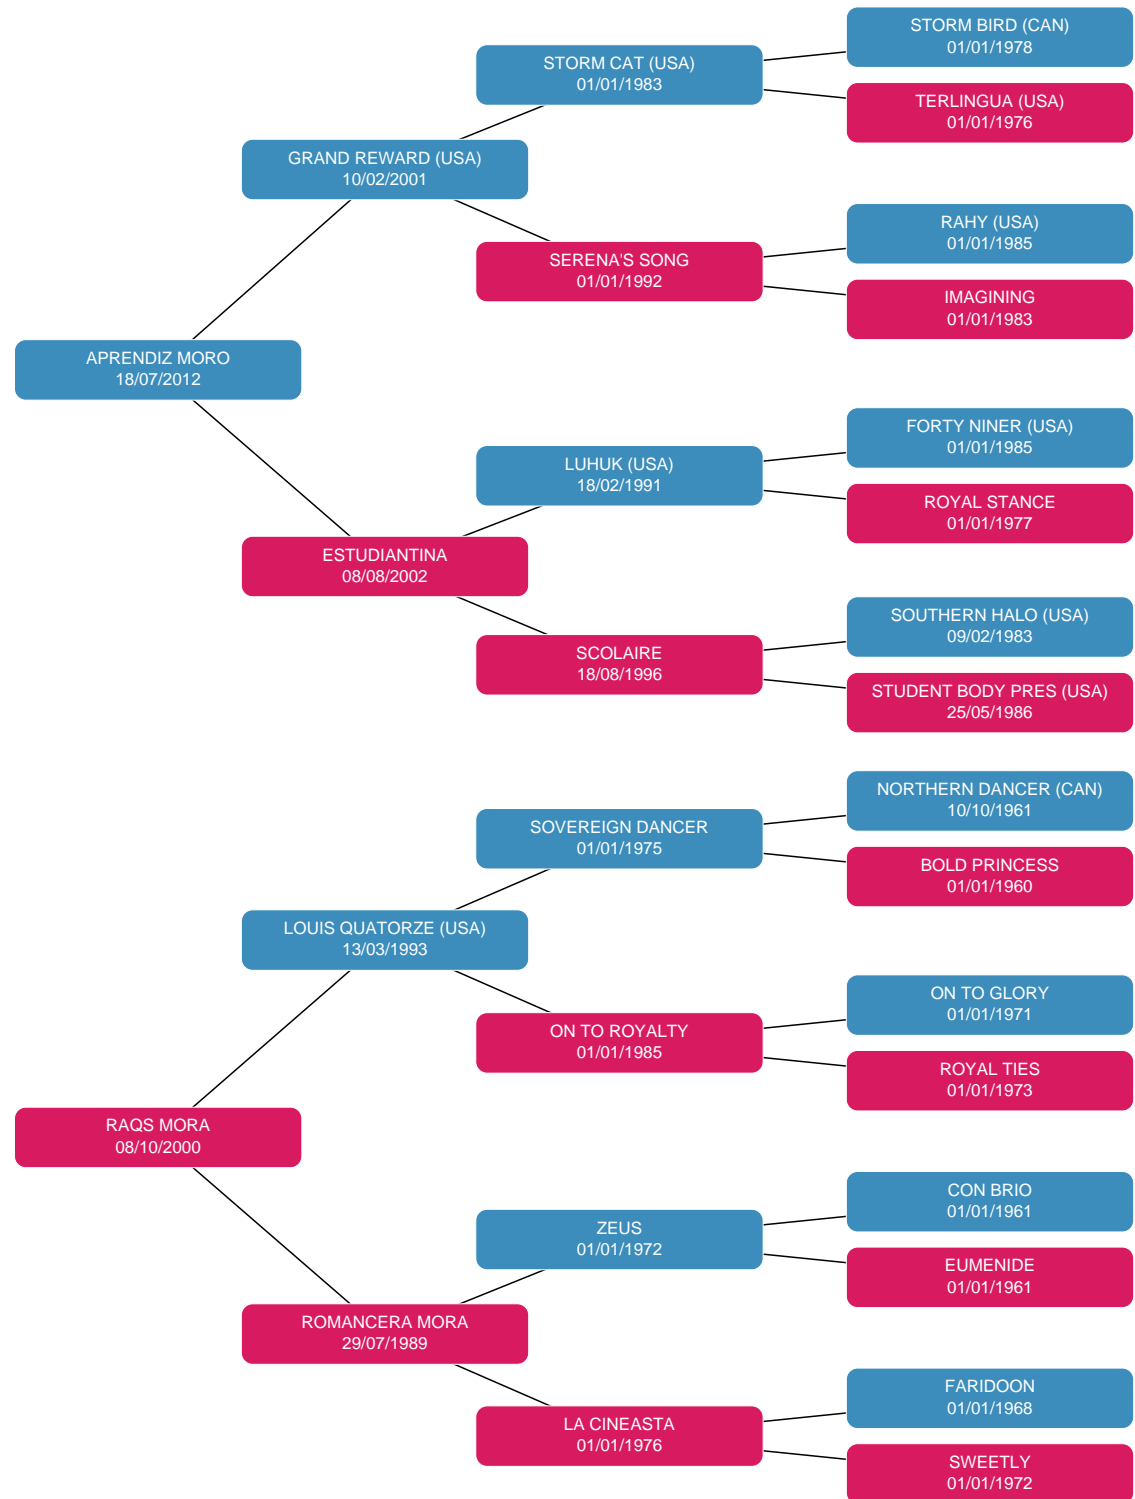 STORM BIRD (CAN)
01/01/1978
STORM CAT (USA)
01/01/1983
TERLINGUA (USA)
01/01/1976
GRAND REWARD (USA)
10/02/2001
RAHY (USA)
01/01/1985
SERENA'S SONG
01/01/1992
IMAGINING
01/01/1983
APRENDIZ MORO
18/07/2012
FORTY NINER (USA)
01/01/1985
LUHUK (USA)
18/02/1991
ROYAL STANCE
01/01/1977
ESTUDIANTINA
08/08/2002
SOUTHERN HALO (USA)
09/02/1983
SCOLAIRE
18/08/1996
STUDENT BODY PRES (USA)
25/05/1986
NORTHERN DANCER (CAN)
10/10/1961
SOVEREIGN DANCER
01/01/1975
BOLD PRINCESS
01/01/1960
LOUIS QUATORZE (USA)
13/03/1993
ON TO GLORY
01/01/1971
ON TO ROYALTY
01/01/1985
ROYAL TIES
01/01/1973
RAQS MORA
08/10/2000
CON BRIO
01/01/1961
ZEUS
01/01/1972
EUMENIDE
01/01/1961
ROMANCERA MORA
29/07/1989
FARIDOON
01/01/1968
LA CINEASTA
01/01/1976
SWEETLY
01/01/1972